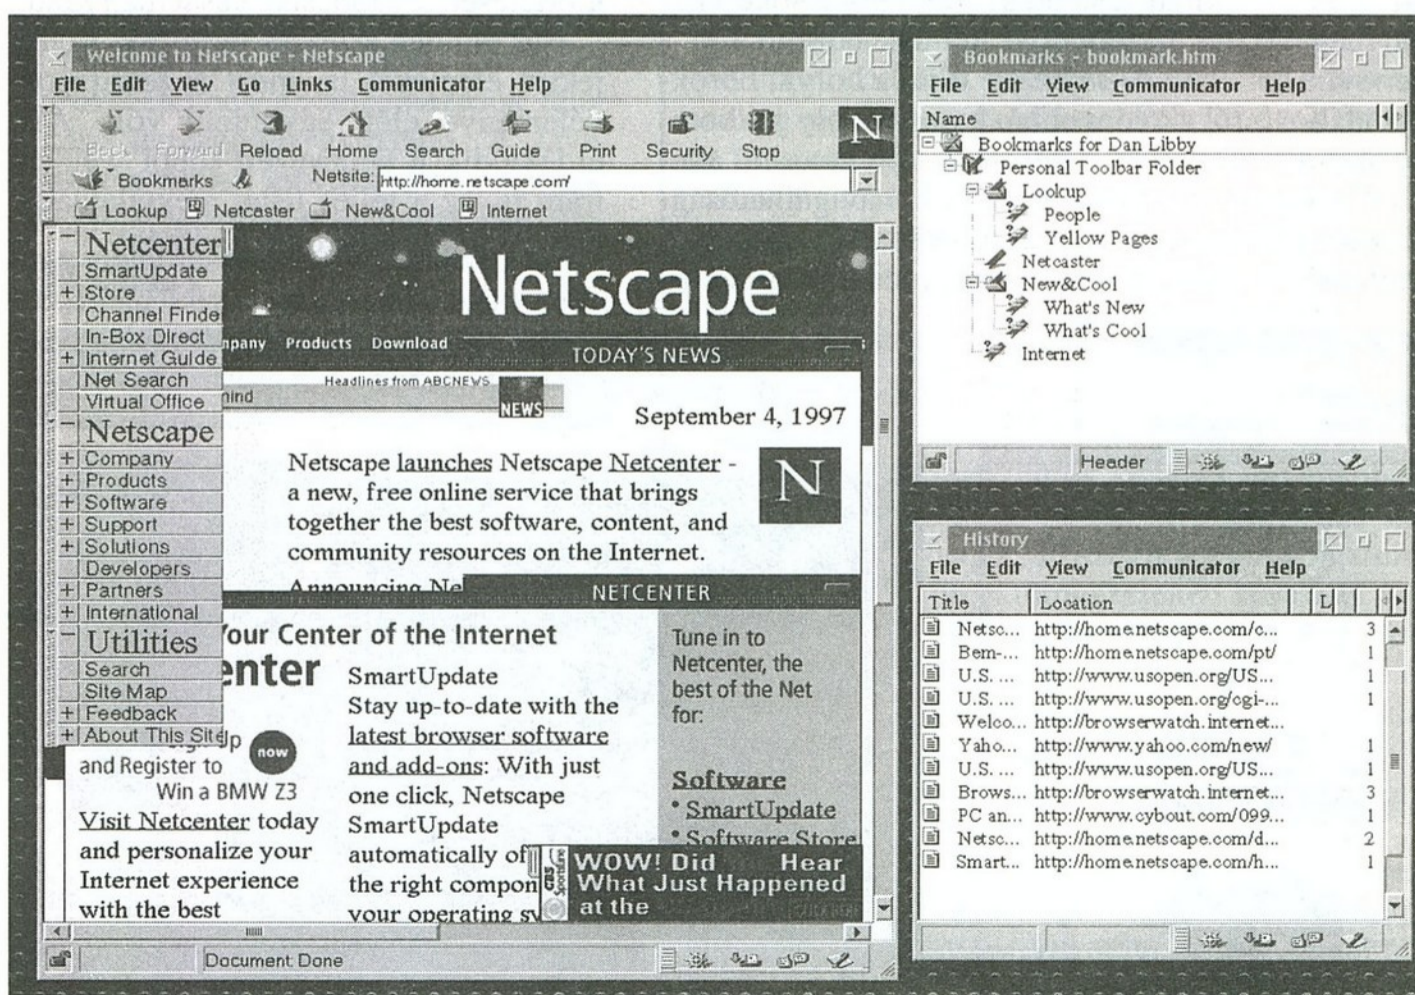 Welcome to Netscape - Netscape
File Edit View Go Links Communicator Help
Back Forward Reload Home Search Guide Print Security Stop
N
Bookmarks Netsite: http://home.netscape.com/
Lookup Netcaster New&Cool Internet
Netcenter
SmartUpdate
+ Store
Channel Finde
In-Box Direct
+ Internet Guide
Net Search
Virtual Office
Netscape
+ Company
+ Products
+ Software
+ Support
+ Solutions
Developers
+ Partners
+ International
Utilities
Search
Site Map
+ Feedback
+ About This Site
Netscape
npany Products Download
TODAY'S NEWS
Headlines from ABCNEWS
NEWS
September 4, 1997
Netscape launches Netscape Netcenter -
a new, free online service that brings
together the best software, content, and
community resources on the Internet.
N
Announcing Ne
NETCENTER
Your Center of the Internet
enter
Up
and Register to
Win a BMW Z3
now
Visit Netcenter today
and personalize your
Internet experience
with the best
SmartUpdate
Stay up-to-date with the
latest browser software
and add-ons: With just
one click, Netscape
SmartUpdate
automatically of
the right compon
your operating sy
Tune in to
Netcenter, the
best of the Net
for:
Software
• SmartUpdate
• Software Store
CBS SportsLine
WOW! Did Hear
What Just Happened
at the
Document: Done
Bookmarks - bookmark.htm
File Edit View Communicator Help
Name
Bookmarks for Dan Libby
Personal Toolbar Folder
Lookup
People
Yellow Pages
Netcaster
New&Cool
What's New
What's Cool
Internet
Header
History
File Edit View Communicator Help
Title Location L
Netsc... http://home.netscape.com/c... 3
Bem-... http://home.netscape.com/pt/ 1
U.S. ... http://www.usopen.org/US... 1
U.S. ... http://www.usopen.org/cgi-... 1
Welco... http://browserwatch.internet...
Yaho... http://www.yahoo.com/new/ 1
U.S. ... http://www.usopen.org/US... 1
Brows... http://browserwatch.internet... 3
PC an... http://www.cybout.com/099... 1
Netsc... http://home.netscape.com/d... 2
Smart... http://home.netscape.com/h... 1